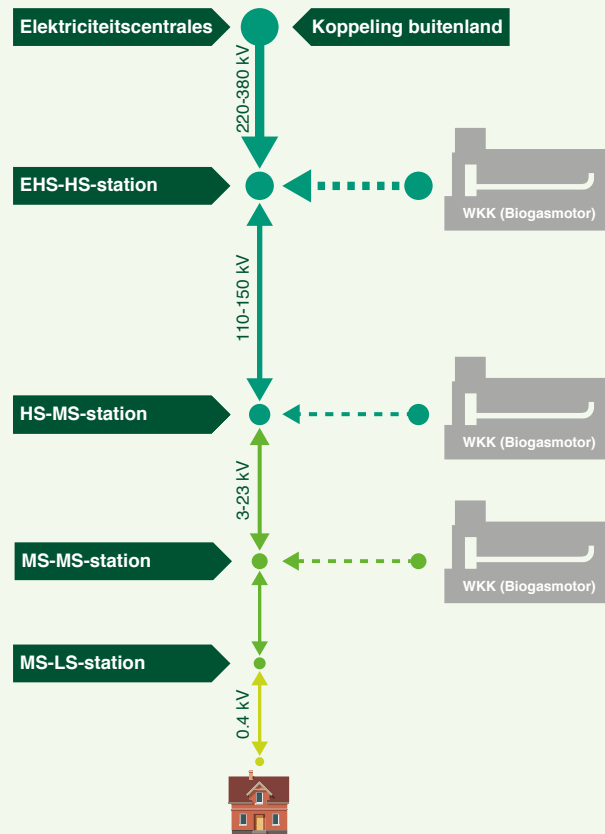 Elektriciteitscentrales
Koppeling buitenland
220-380 kV
EHS-HS-station
WKK (Biogasmotor)
110-150 kV
HS-MS-station
WKK (Biogasmotor)
3-23 kV
MS-MS-station
WKK (Biogasmotor)
MS-LS-station
0.4 kV